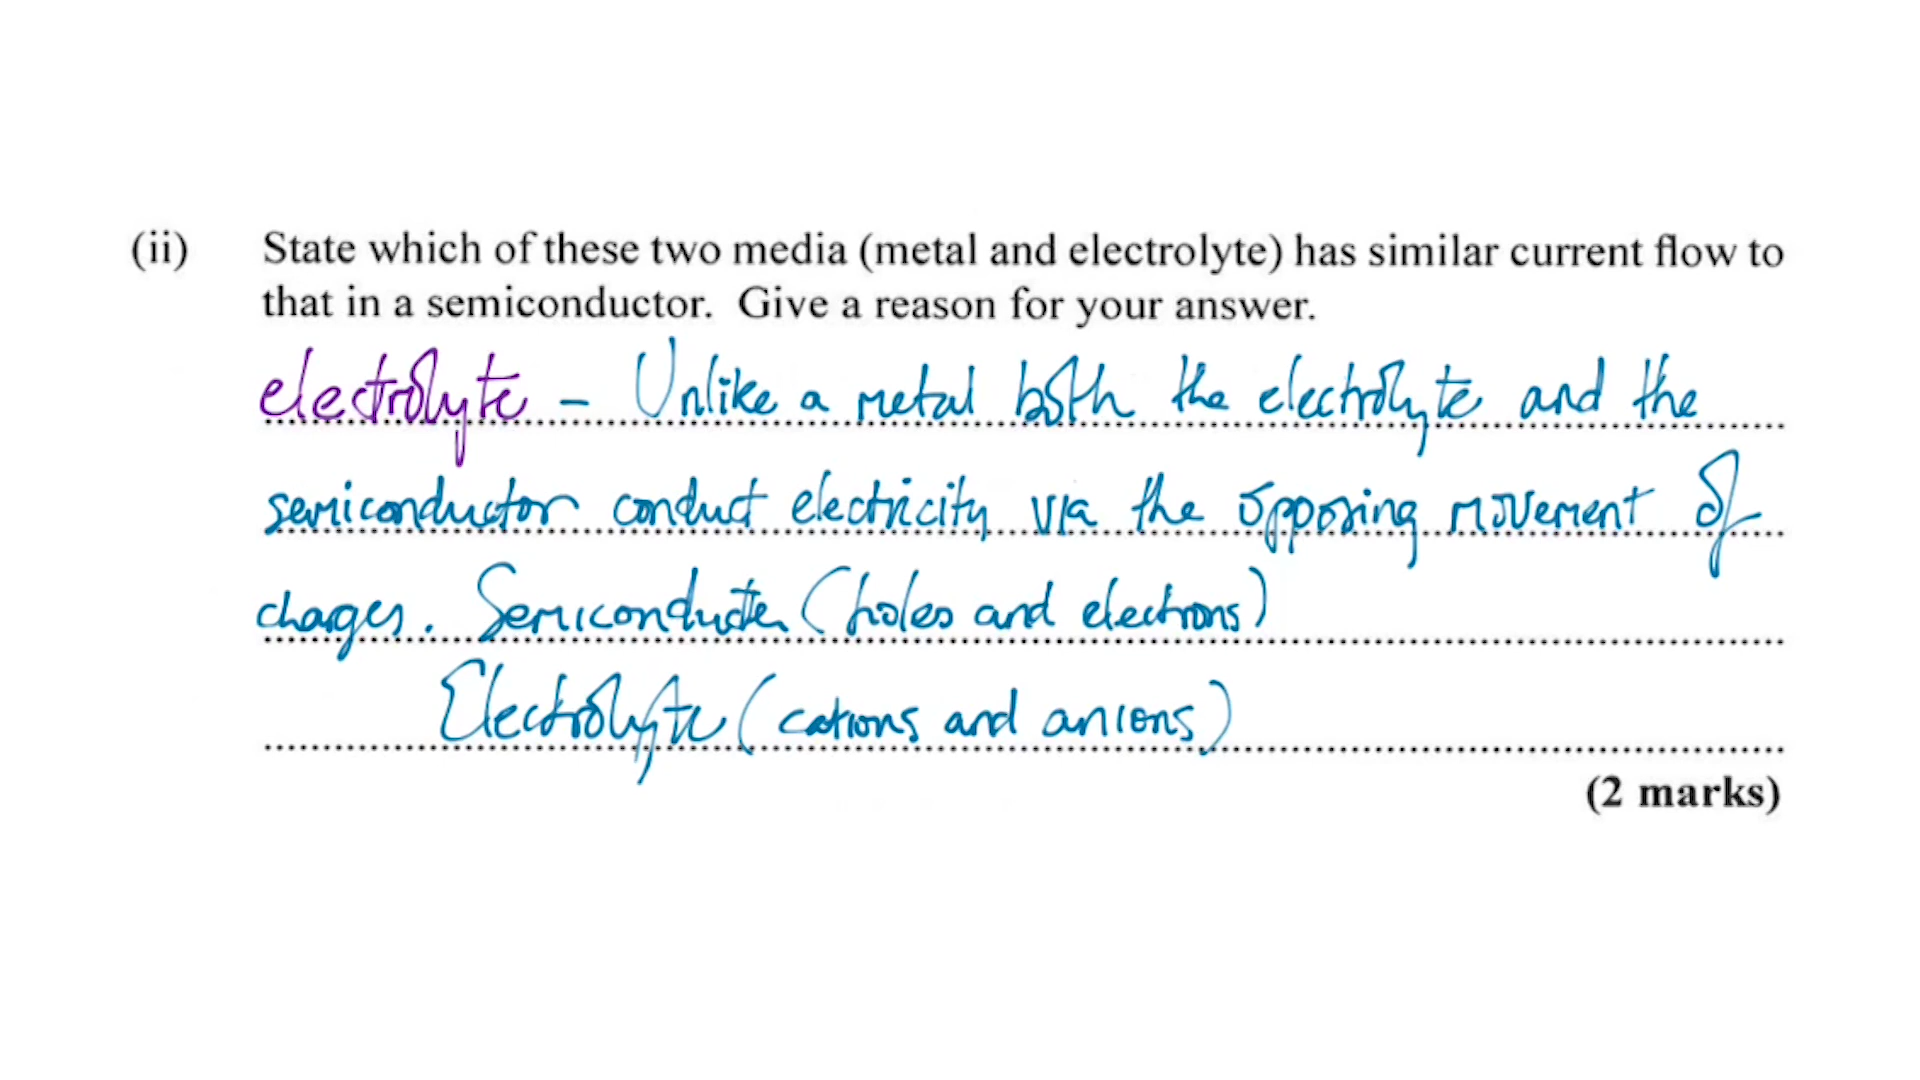 (ii) State which of these two media (metal and electrolyte) has similar current flow to
that in a semiconductor. Give a reason for your answer.
electrolyte - Unlike a metal both the electrolyte and the
semiconductor conduct electricity via the opposing movement of
charges. Semiconductor (holes and electrons)
Electrolyte (cations and anions)
(2 marks)